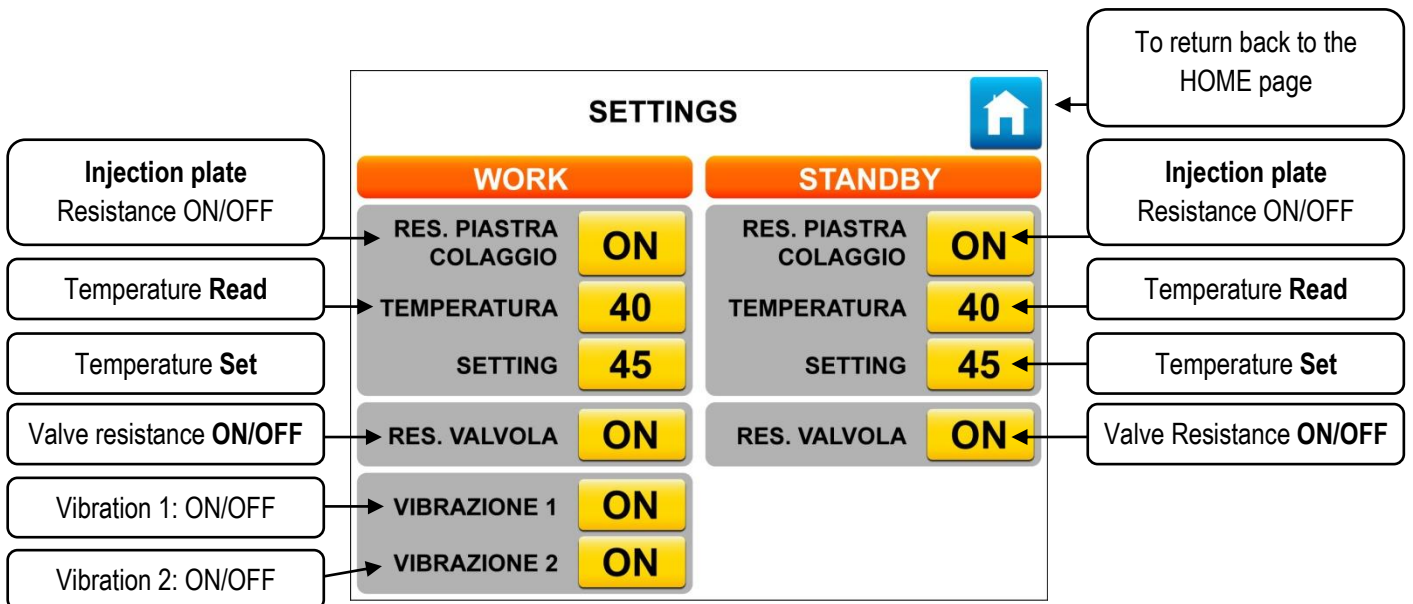 To return back to the
HOME page
SETTINGS
Injection plate
Resistance ON/OFF
Temperature Read
Temperature Set
Valve resistance ON/OFF
Vibration 1: ON/OFF
Vibration 2: ON/OFF
WORK
RES. PIASTRA
COLAGGIO
ON
TEMPERATURA
40
SETTING
45
RES. VALVOLA
ON
VIBRAZIONE 1
ON
VIBRAZIONE 2
ON
STANDBY
RES. PIASTRA
COLAGGIO
ON
TEMPERATURA
40
SETTING
45
RES. VALVOLA
ON
Injection plate
Resistance ON/OFF
Temperature Read
Temperature Set
Valve Resistance ON/OFF